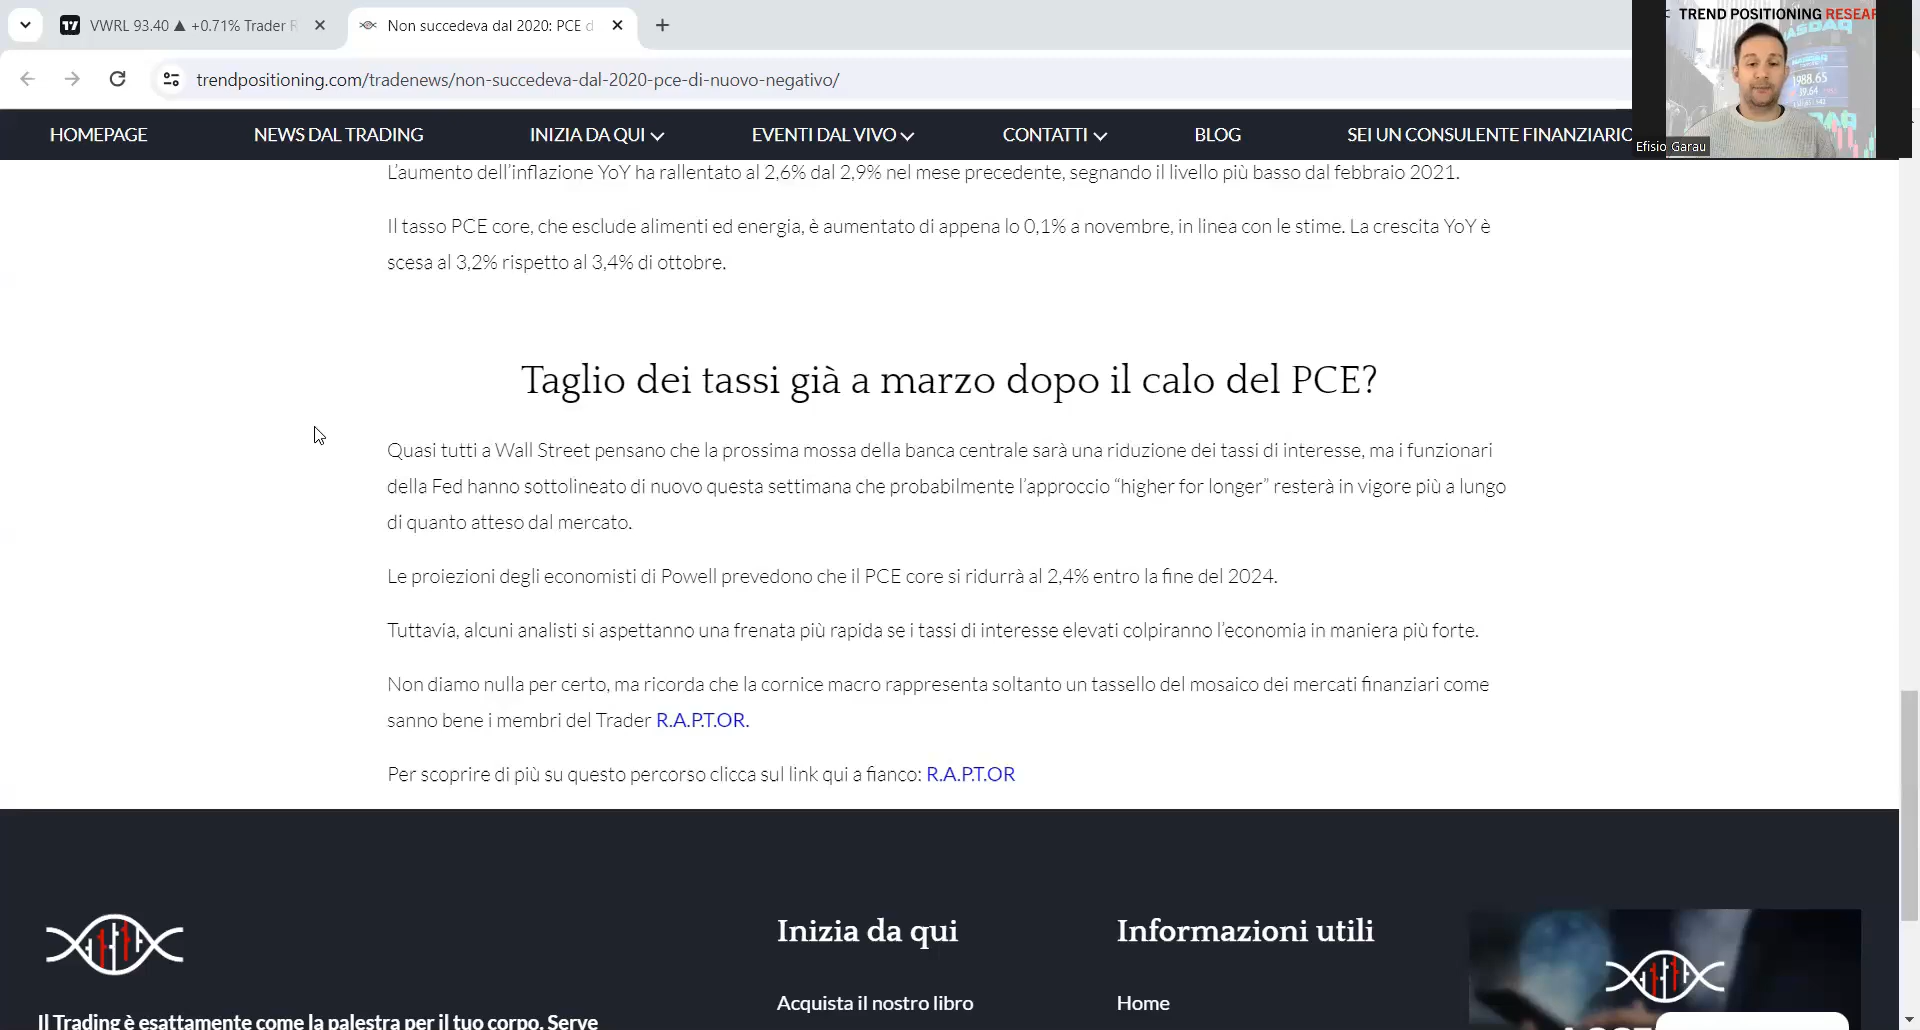 VWRL 93.40 ▲ +0.71% Trader R
Non succedeva dal 2020: PCE d
trendpositioning.com/tradenews/non-succedeva-dal-2020-pce-di-nuovo-negativo/
TREND POSITIONING RESEAR
NASDAQ
1988.65
39.64
Efisio Garau
HOMEPAGE
NEWS DAL TRADING
INIZIA DA QUI
EVENTI DAL VIVO
CONTATTI
BLOG
SEI UN CONSULENTE FINANZIARIO
L’aumento dell’inflazione YoY ha rallentato al 2,6% dal 2,9% nel mese precedente, segnando il livello più basso dal febbraio 2021.
Il tasso PCE core, che esclude alimenti ed energia, è aumentato di appena lo 0,1% a novembre, in linea con le stime. La crescita YoY è
scesa al 3,2% rispetto al 3,4% di ottobre.
Taglio dei tassi già a marzo dopo il calo del PCE?
Quasi tutti a Wall Street pensano che la prossima mossa della banca centrale sarà una riduzione dei tassi di interesse, ma i funzionari
della Fed hanno sottolineato di nuovo questa settimana che probabilmente l’approccio “higher for longer” resterà in vigore più a lungo
di quanto atteso dal mercato.
Le proiezioni degli economisti di Powell prevedono che il PCE core si ridurrà al 2,4% entro la fine del 2024.
Tuttavia, alcuni analisti si aspettanno una frenata più rapida se i tassi di interesse elevati colpiranno l’economia in maniera più forte.
Non diamo nulla per certo, ma ricorda che la cornice macro rappresenta soltanto un tassello del mosaico dei mercati finanziari come
sanno bene i membri del Trader R.A.P.T.OR.
Per scoprire di più su questo percorso clicca sul link qui a fianco: R.A.P.T.OR
Inizia da qui
Informazioni utili
Acquista il nostro libro
Home
Il Trading è esattamente come la palestra per il tuo corpo. Serve